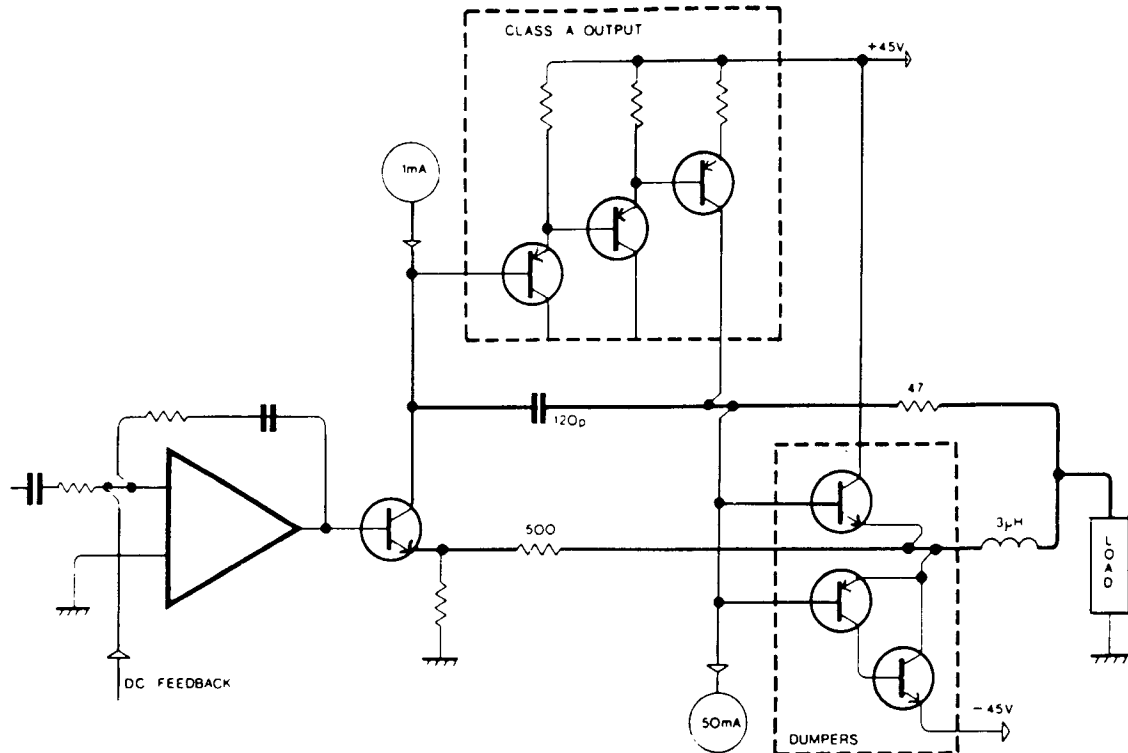 CLASS A OUTPUT
+45V
1mA
47
120p
500
3µH
LOAD
DC FEEDBACK
50mA
-45V
DUMPERS